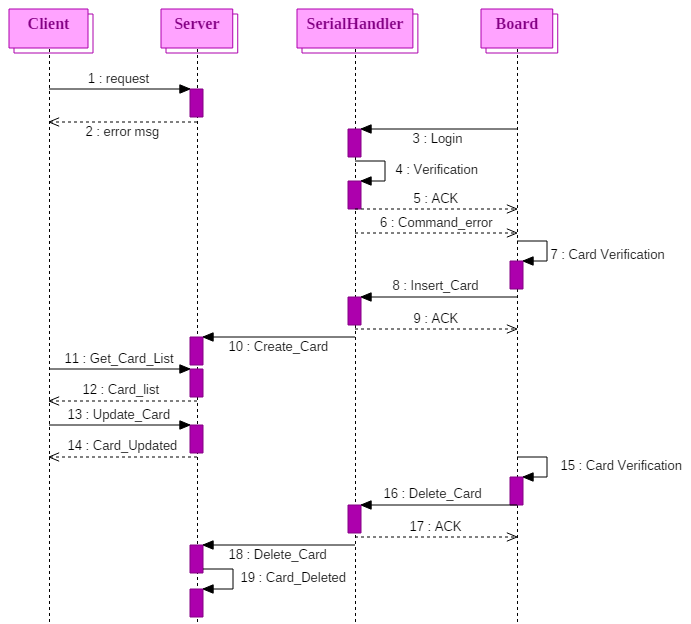 Client
Server
SerialHandler
Board
1 : request
2 : error msg
3 : Login
4 : Verification
5 : ACK
6 : Command_error
7 : Card Verification
8 : Insert_Card
9 : ACK
10 : Create_Card
11 : Get_Card_List
12 : Card_list
13 : Update_Card
14 : Card_Updated
15 : Card Verification
16 : Delete_Card
17 : ACK
18 : Delete_Card
19 : Card_Deleted